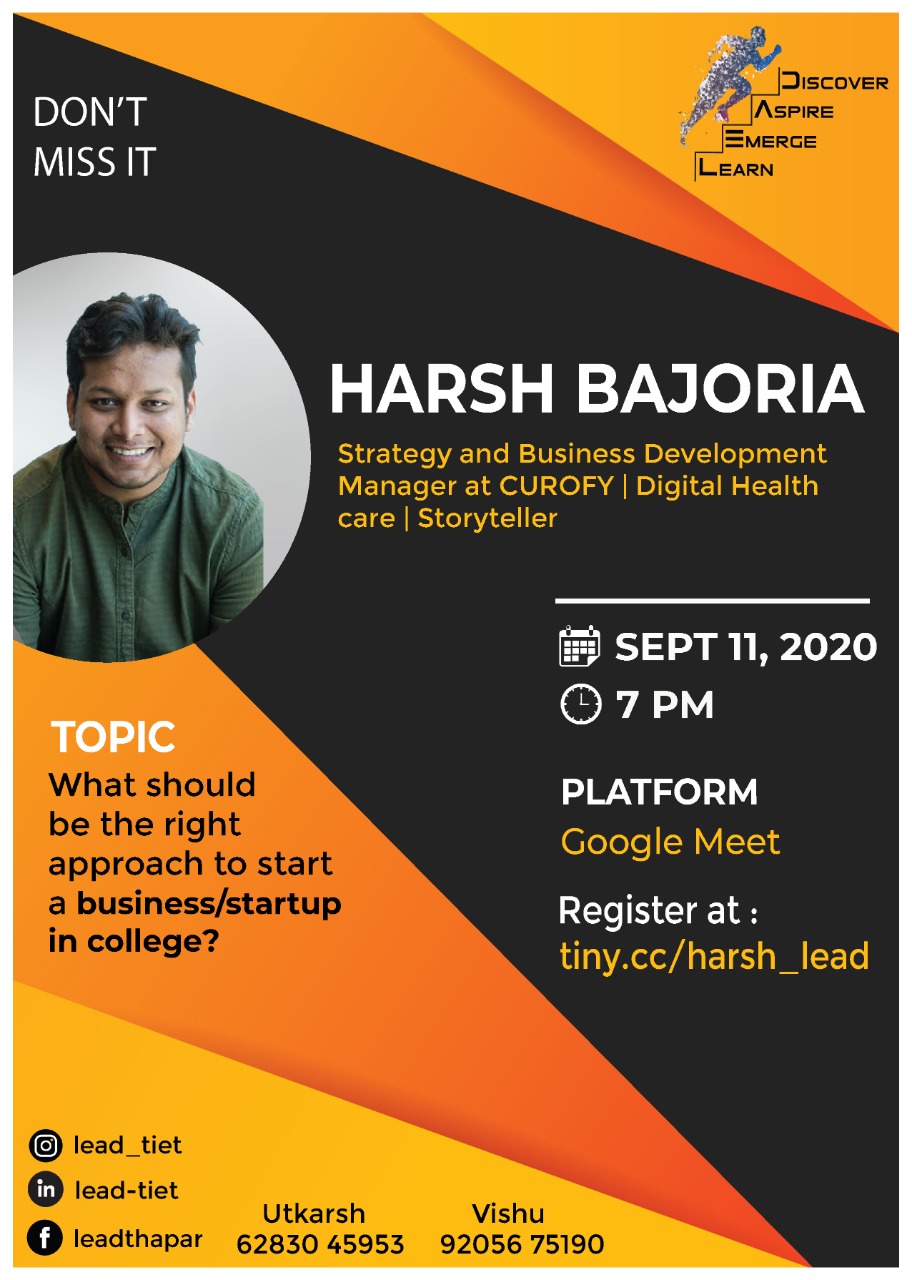 DON'T
MISS IT
DISCOVER
ASPIRE
EMERGE
LEARN
HARSH BAJORIA
Strategy and Business Development
Manager at CUROFY | Digital Health
care | Storyteller
SEPT 11, 2020
7 PM
TOPIC
What should
be the right
approach to start
a business/startup
in college?
PLATFORM
Google Meet
Register at :
tiny.cc/harsh_lead
lead_tiet
in lead-tiet
f leadthapar
Utkarsh
62830 45953
Vishu
92056 75190